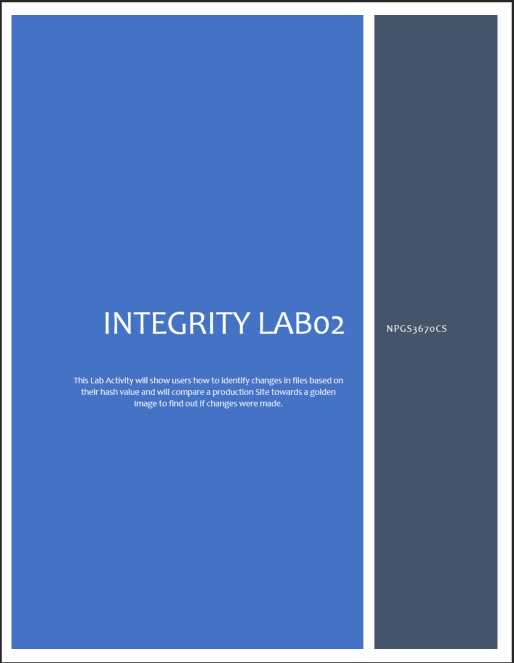 INTEGRITY LAB02
NPGS3670CS
This Lab Activity will show users how to identify changes in files based on
their hash value and will compare a production Site towards a golden
Image to find out if changes were made.